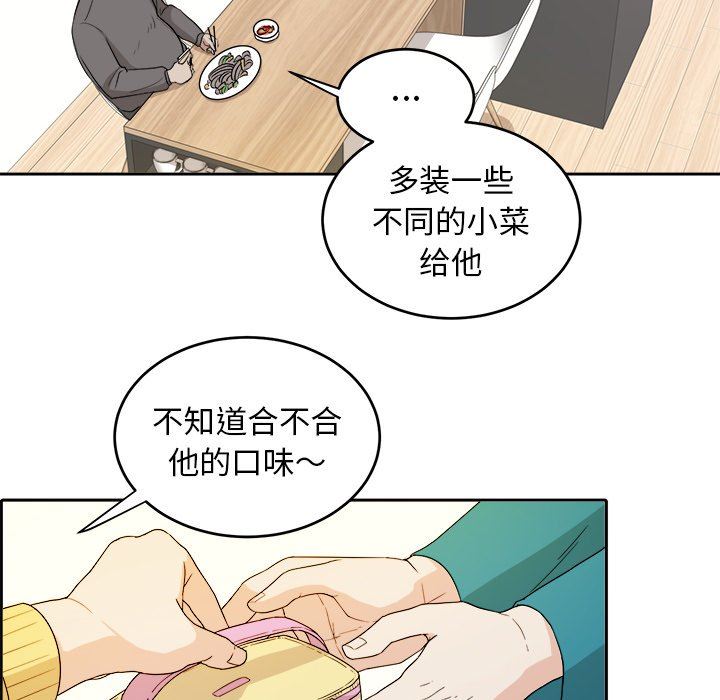 …
多装一些
不同的小菜
给他
不知道合不合
他的口味～